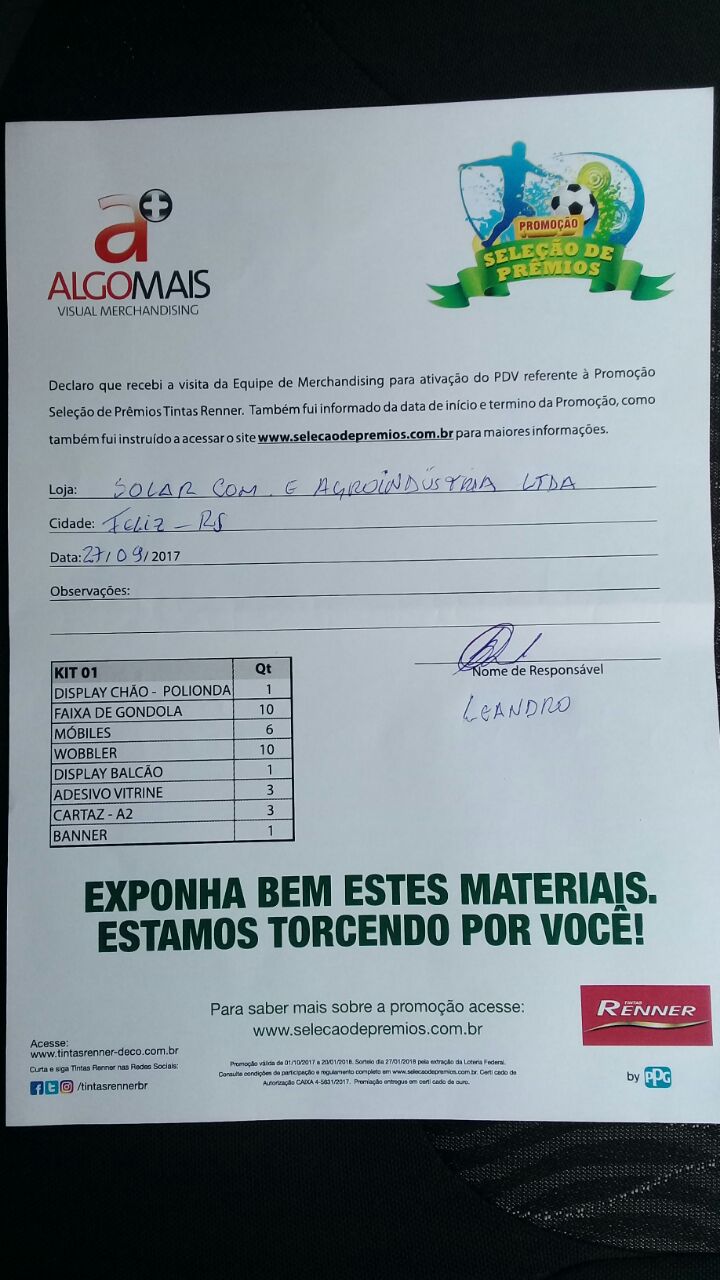 a+
ALGOMAIS
VISUAL MERCHANDISING
PROMOÇÃO
SELEÇÃO DE
PRÊMIOS
Declaro que recebi a visita da Equipe de Merchandising para ativação do PDV referente à Promoção
Seleção de Prêmios Tintas Renner. Também fui informado da data de início e termino da Promoção, como
também fui instruído a acessar o site www.selecaodepremios.com.br para maiores informações.
Loja: SOLAR COM. E AGROINDÚSTRIA LTDA
Cidade: FELIZ - RS
Data: 27/09/2017
Observações:
Nome de Responsável
LEANDRO
KIT 01 Qt
DISPLAY CHÃO - POLIONDA 1
FAIXA DE GONDOLA 10
MÓBILES 6
WOBBLER 10
DISPLAY BALCÃO 1
ADESIVO VITRINE 3
CARTAZ - A2 3
BANNER 1
EXPONHA BEM ESTES MATERIAIS.
ESTAMOS TORCENDO POR VOCÊ!
Para saber mais sobre a promoção acesse:
www.selecaodepremios.com.br
TINTAS
RENNER
by PPG
Acesse:
www.tintasrenner-deco.com.br
Curta e siga Tintas Renner nas Redes Sociais:
/tintasrennerbr
Promoção válida de 01/10/2017 a 20/01/2018. Sorteio dia 27/01/2018 pela extração da Loteria Federal.
Consulte condições de participação e regulamento completo em www.selecaodepremios.com.br. Certi cado de
Autorização CAIXA 4-5631/2017. Premiação entregue em certi cado de ouro.